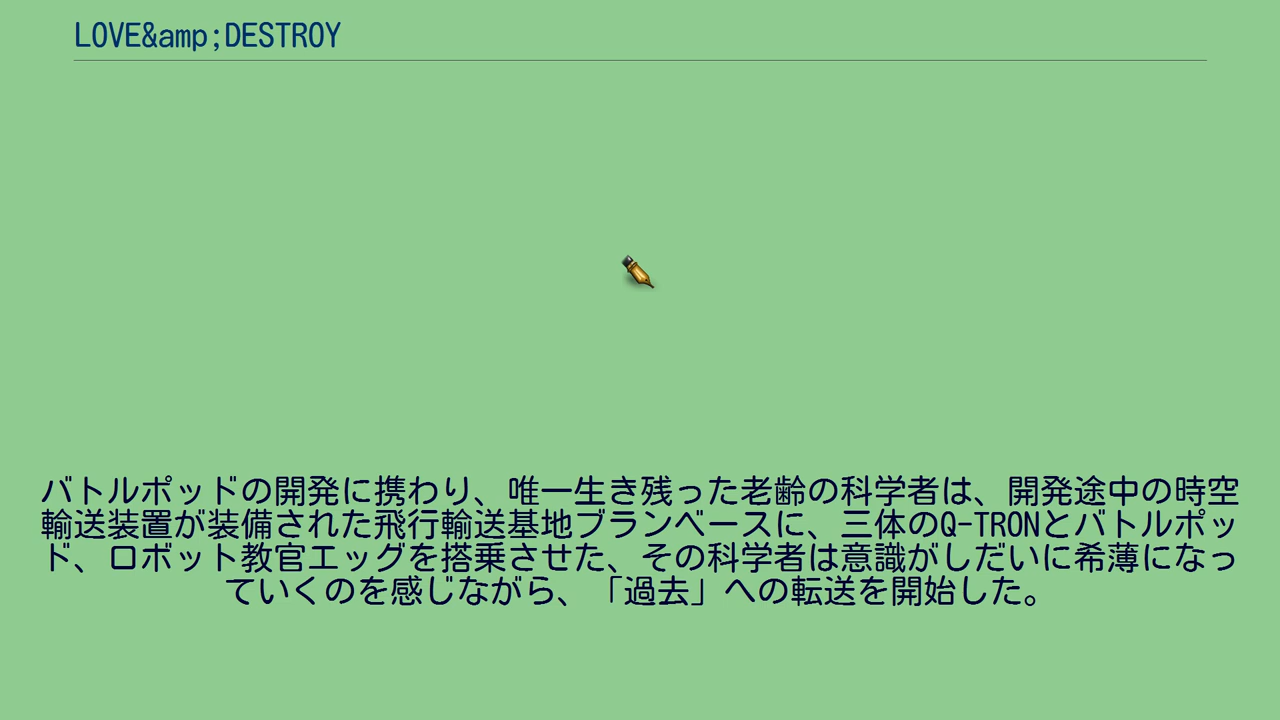 LOVE&amp;DESTROY
バトルポッドの開発に携わり、唯一生き残った老齢の科学者は、開発途中の時空
輸送装置が装備された飛行輸送基地ブランベースに、三体のQ-TRONとバトルポッ
ド、ロボット教官エッグを搭乗させた、その科学者は意識がしだいに希薄になっ
ていくのを感じながら、「過去」への転送を開始した。